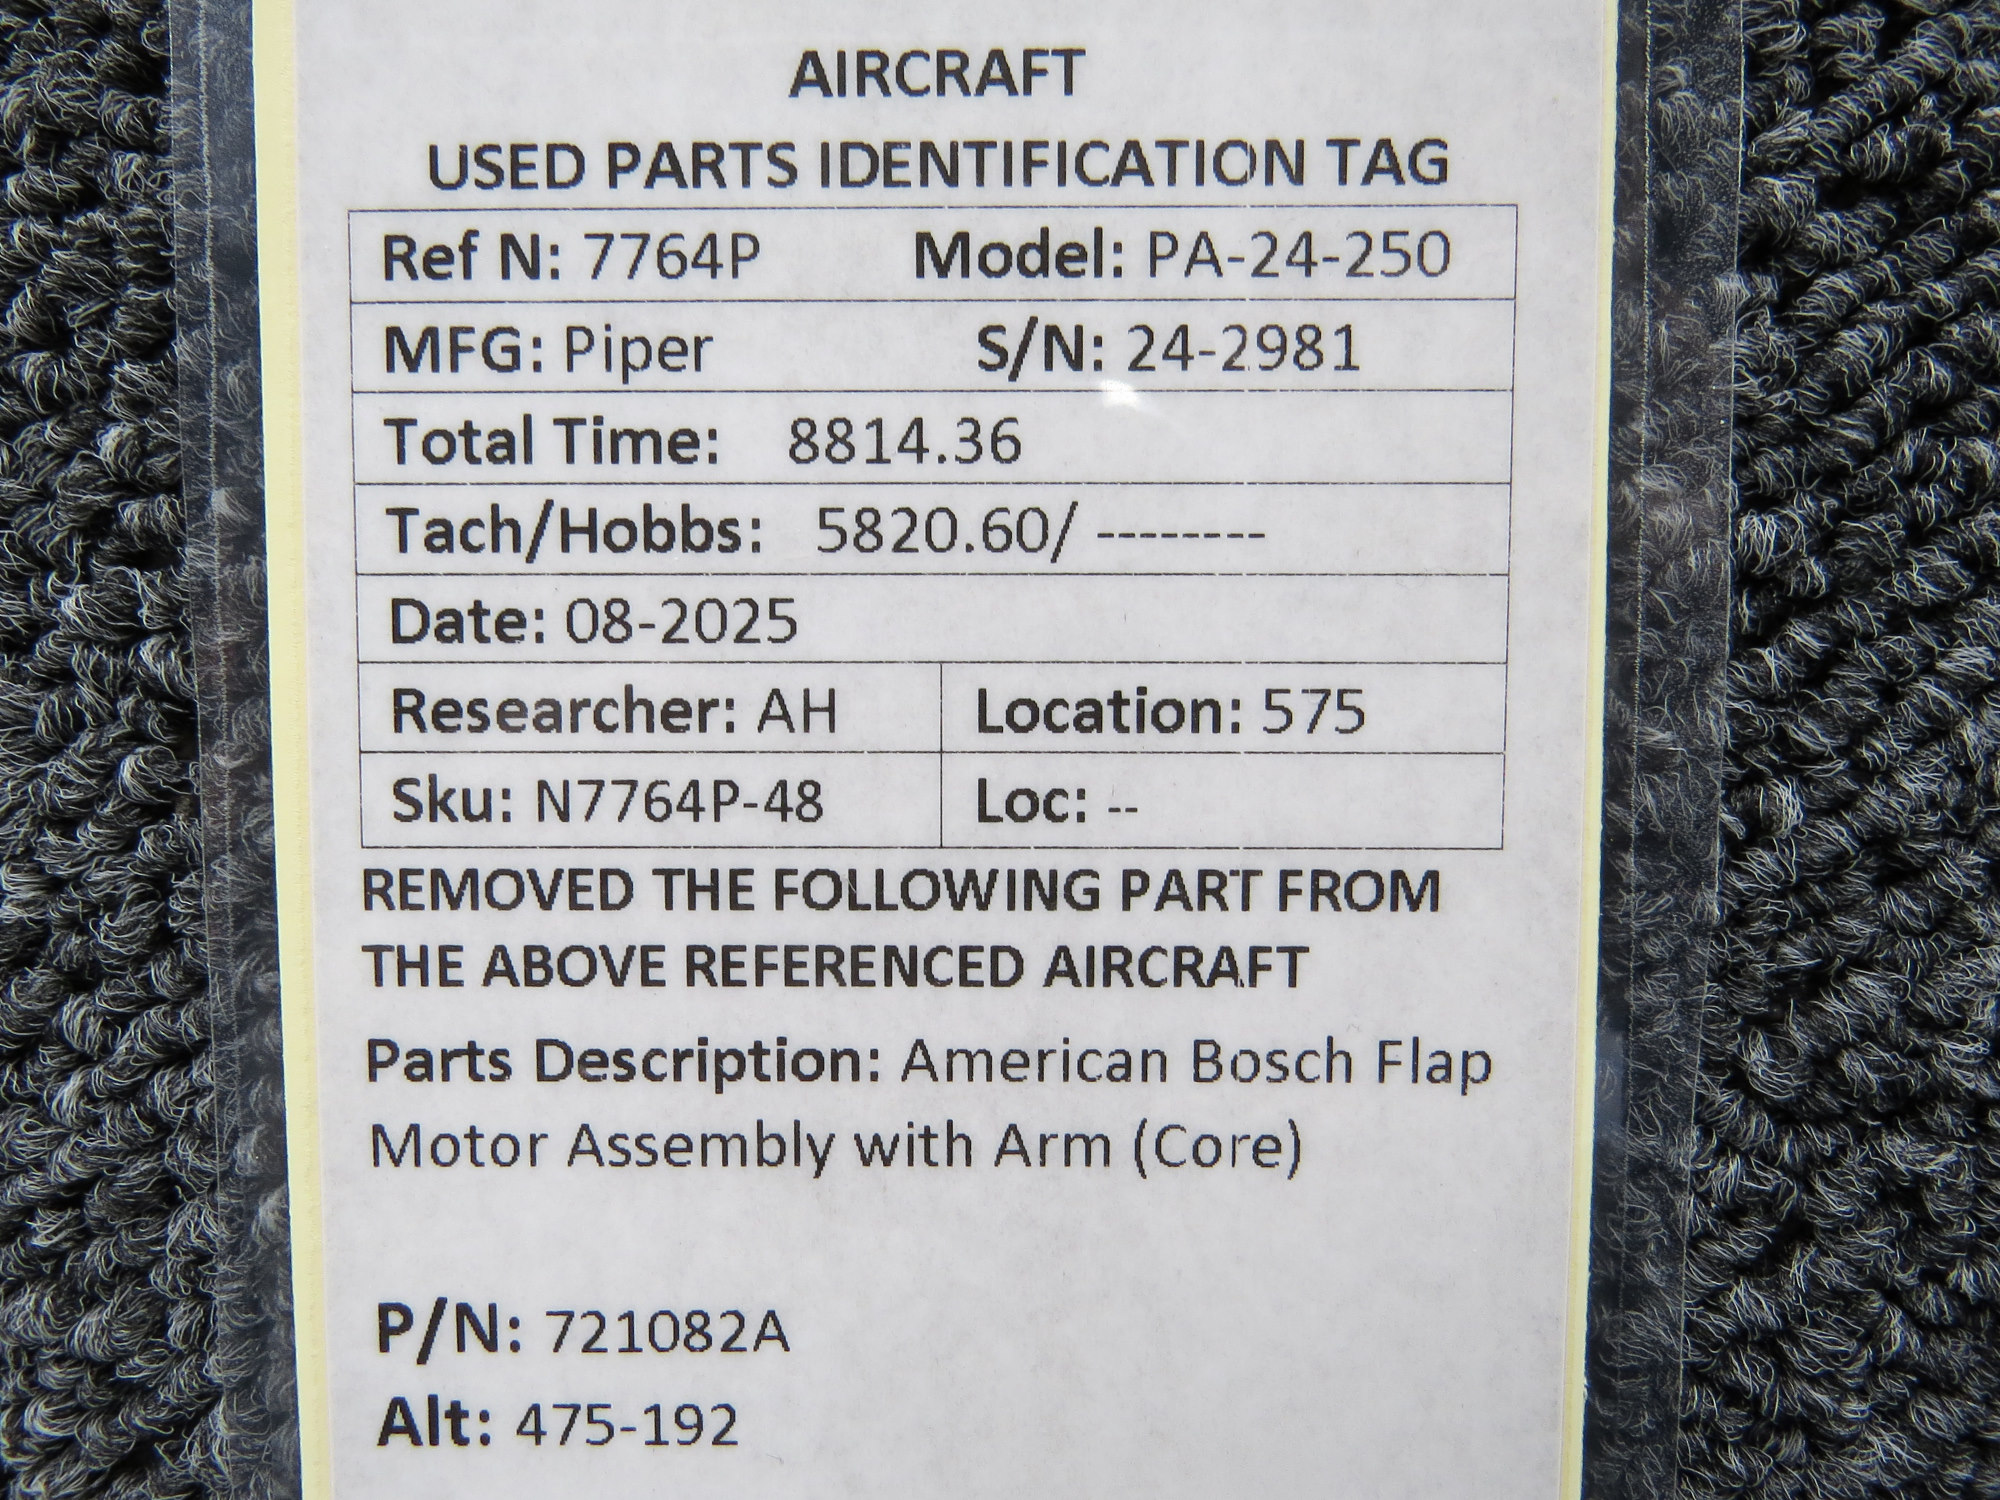 AIRCRAFT
USED PARTS IDENTIFICATION TAG
Ref N: 7764P Model: PA-24-250
MFG: Piper S/N: 24-2981
Total Time: 8814.36
Tach/Hobbs: 5820.60/ --------
Date: 08-2025
Researcher: AH Location: 575
Sku: N7764P-48 Loc: --
REMOVED THE FOLLOWING PART FROM
THE ABOVE REFERENCED AIRCRAFT
Parts Description: American Bosch Flap
Motor Assembly with Arm (Core)
P/N: 721082A
Alt: 475-192